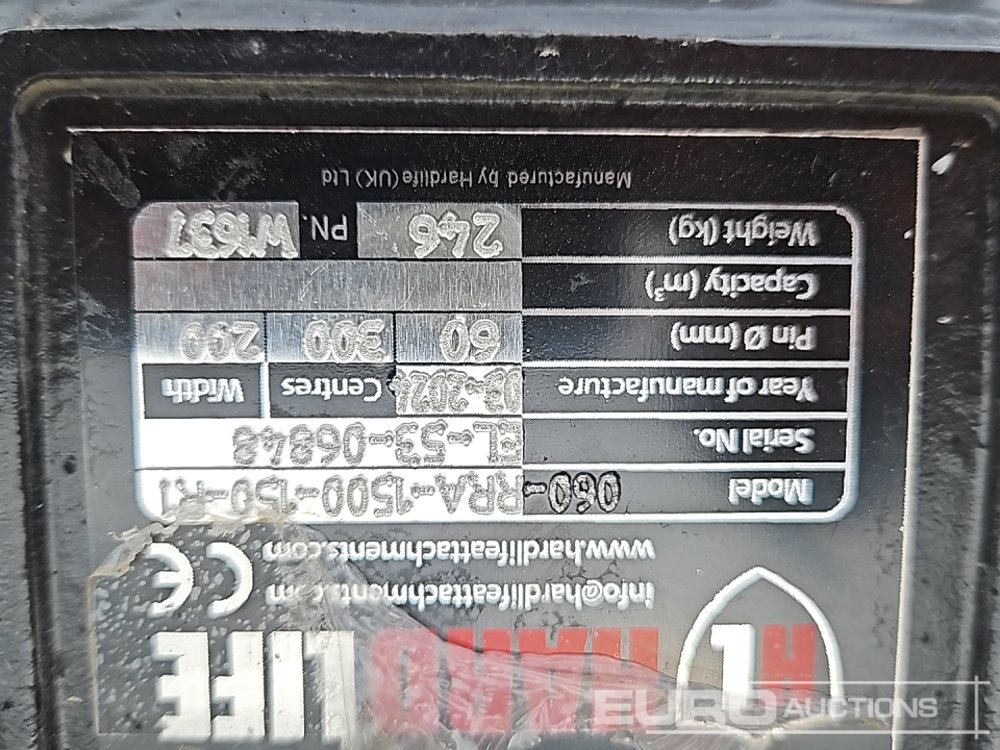 HL HARD LIFE
info@hardlifeattachments.com
www.hardlifeattachments.com
CE
Model 060-RRA-1500-150-R1
Serial No. EL-53-06848
Year of manufacture 03-2024 Centres Width
Pin Ø (mm) 60 300 200
Capacity (m³)
Weight (kg) 246 PN. W1637
Manufactured by Hardlife (UK) Ltd
EURO AUCTIONS